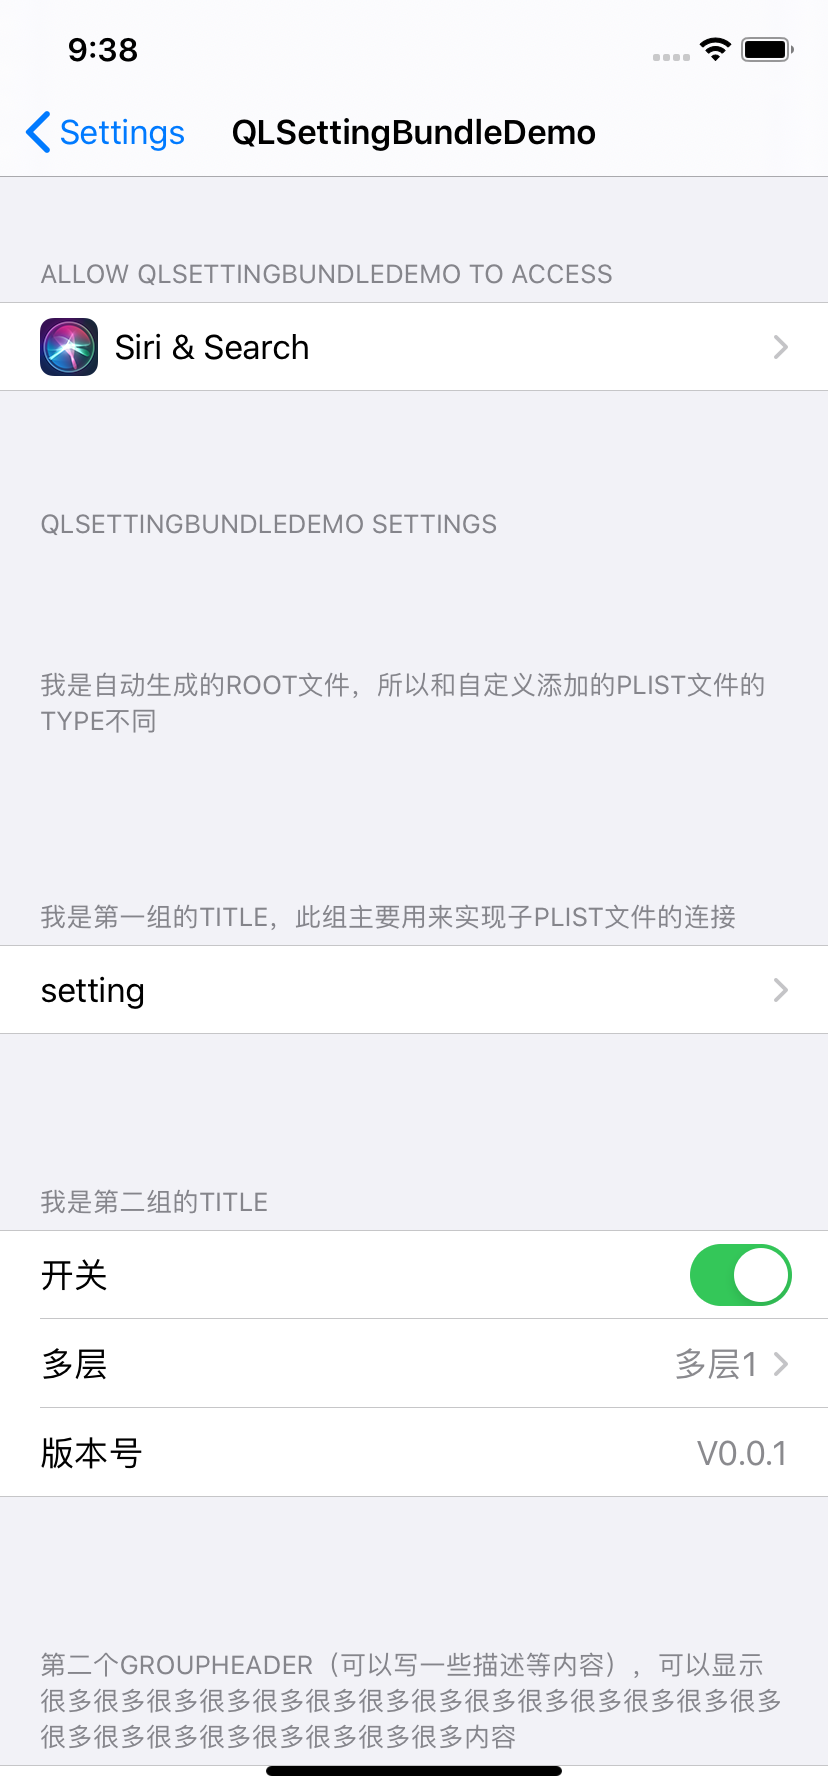 9:38
Settings
QLSettingBundleDemo
ALLOW QLSETTINGBUNDLEDEMO TO ACCESS
Siri & Search
QLSETTINGBUNDLEDEMO SETTINGS
我是自动生成的ROOT文件，所以和自定义添加的PLIST文件的
TYPE不同
我是第一组的TITLE，此组主要用来实现子PLIST文件的连接
setting
我是第二组的TITLE
开关
多层 多层1
版本号 V0.0.1
第二个GROUPHEADER（可以写一些描述等内容），可以显示
很多很多很多很多很多很多很多很多很多很多很多很多很多很多
很多很多很多很多很多很多很多很多内容